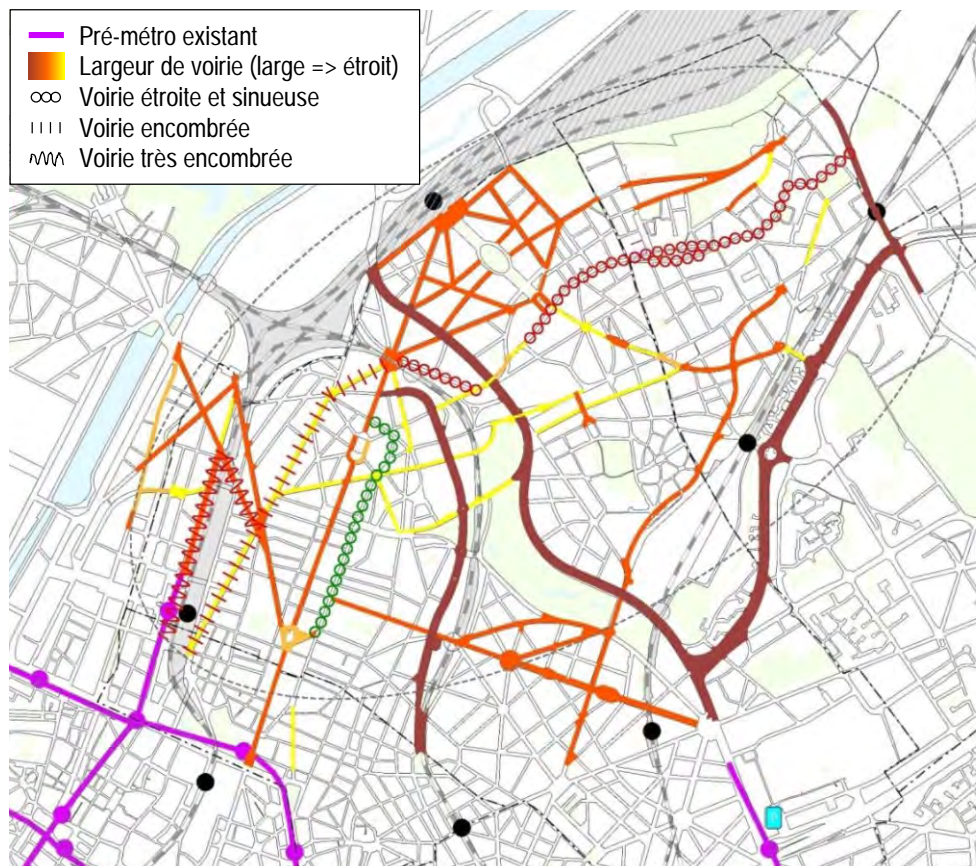 Pré-métro existant
Largeur de voirie (large => étroit)
Voirie étroite et sinueuse
Voirie encombrée
Voirie très encombrée